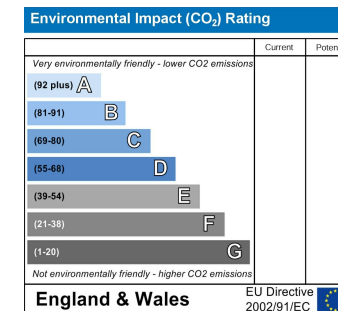 Environmental Impact (CO₂) Rating
Current Poten
Very environmentally friendly - lower CO2 emissions
(92 plus) A
(81-91) B
(69-80) C
(55-68) D
(39-54) E
(21-38) F
(1-20) G
Not environmentally friendly - higher CO2 emissions
England & Wales
EU Directive
2002/91/EC